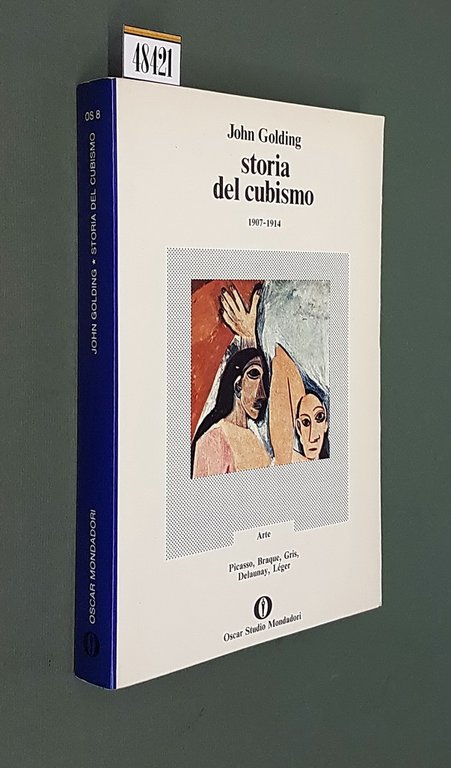 48421
OS 8
JOHN GOLDING ★ STORIA DEL CUBISMO
OSCAR MONDADORI
John Golding
storia
del cubismo
1907-1914
Arte
Picasso, Braque, Gris,
Delaunay, Léger
Oscar Studio Mondadori